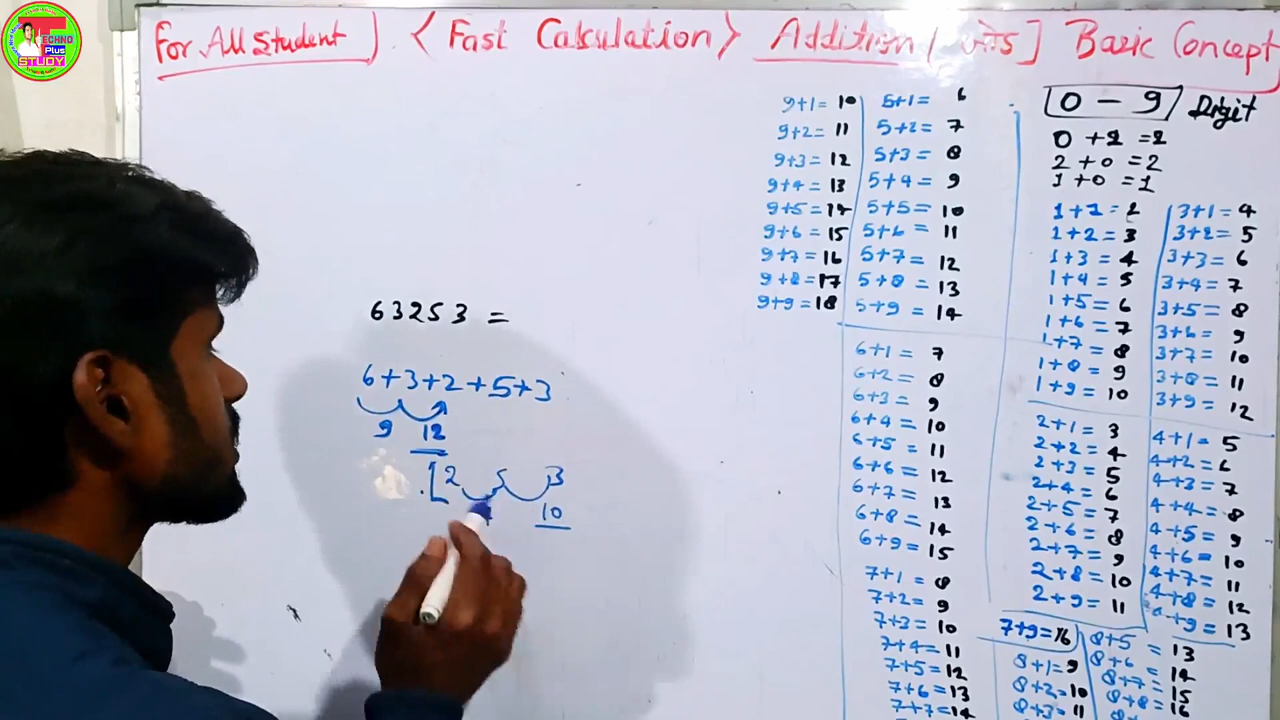 TECHNO
Plus
STUDY
For All Student ] . < Fast Calculation > Addition Basic Concept
0 - 9 Digit
0 + 2 = 2
2 + 0 = 2
1 + 0 = 1
1 + 1 = 2
1 + 2 = 3
1 + 3 = 4
1 + 4 = 5
1 + 5 = 6
1 + 6 = 7
1 + 7 = 8
1 + 8 = 9
1 + 9 = 10
3 + 1 = 4
3 + 2 = 5
3 + 3 = 6
3 + 4 = 7
3 + 5 = 8
3 + 6 = 9
3 + 7 = 10
3 + 8 = 11
3 + 9 = 12
2 + 1 = 3
2 + 2 = 4
2 + 3 = 5
2 + 4 = 6
2 + 5 = 7
2 + 6 = 8
2 + 7 = 9
2 + 8 = 10
2 + 9 = 11
4 + 1 = 5
4 + 2 = 6
4 + 3 = 7
4 + 4 = 8
4 + 5 = 9
4 + 6 = 10
4 + 7 = 11
4 + 8 = 12
4 + 9 = 13
9 + 1 = 10
9 + 2 = 11
9 + 3 = 12
9 + 4 = 13
9 + 5 = 14
9 + 6 = 15
9 + 7 = 16
9 + 8 = 17
9 + 9 = 18
5 + 1 = 6
5 + 2 = 7
5 + 3 = 8
5 + 4 = 9
5 + 5 = 10
5 + 6 = 11
5 + 7 = 12
5 + 8 = 13
5 + 9 = 14
6 + 1 = 7
6 + 2 = 8
6 + 3 = 9
6 + 4 = 10
6 + 5 = 11
6 + 6 = 12
6 + 7 = 13
6 + 8 = 14
6 + 9 = 15
7 + 1 = 8
7 + 2 = 9
7 + 3 = 10
7 + 4 = 11
7 + 5 = 12
7 + 6 = 13
7 + 7 = 14
7 + 9 = 16
8 + 1 = 9
8 + 2 = 10
8 + 3 = 11
8 + 5 = 13
8 + 6 = 14
8 + 7 = 15
8 + 8 = 16
63253 =
6 + 3 + 2 + 5 + 3
9 12
[ 2 5 3
10